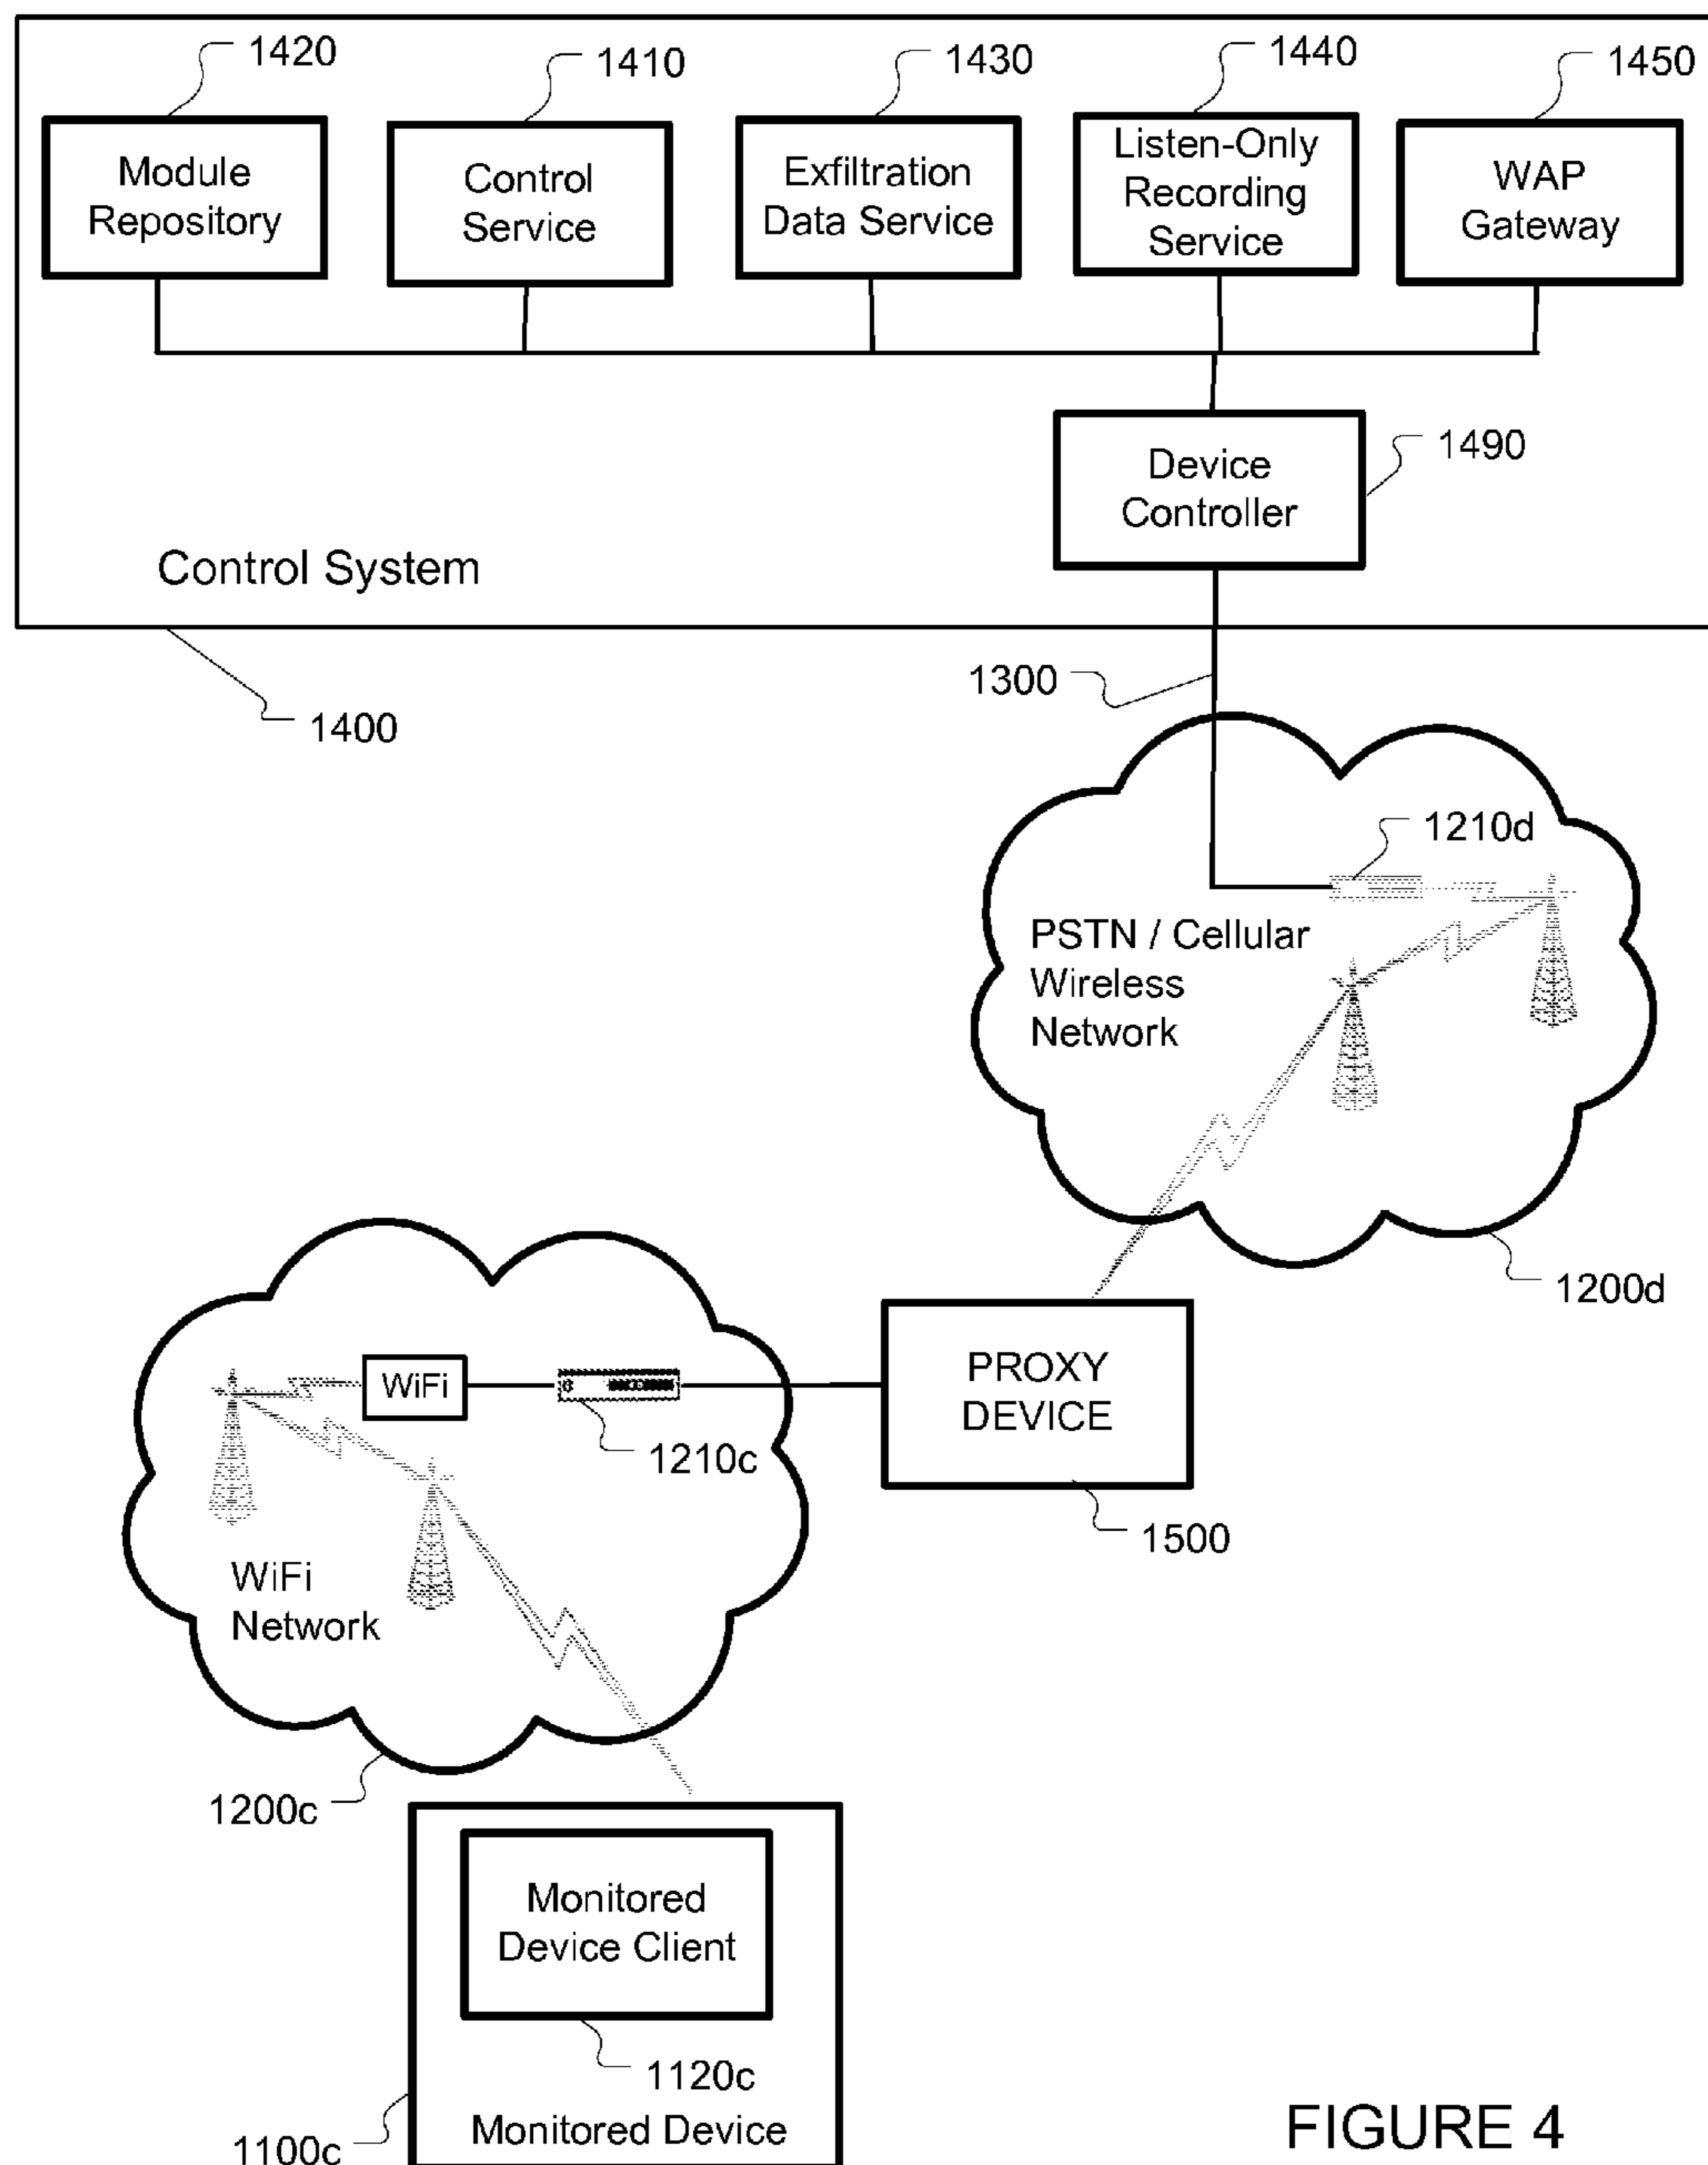 1420
1410
1430
1440
1450
Module
Repository
Control
Service
Exfiltration
Data Service
Listen-Only
Recording
Service
WAP
Gateway
Device
Controller
1490
Control System
1400
1300
1210d
PSTN / Cellular
Wireless
Network
1200d
PROXY
DEVICE
1500
WiFi
1210c
WiFi
Network
1200c
Monitored
Device Client
1120c
Monitored Device
1100c
FIGURE 4